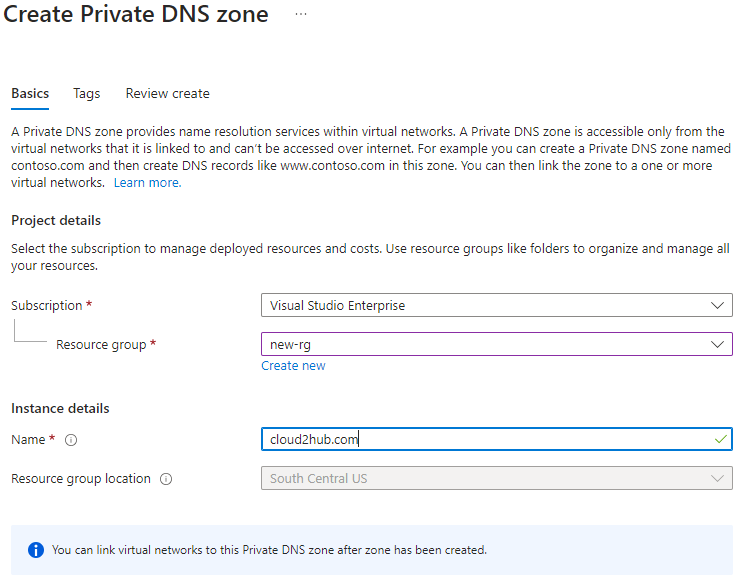 Create Private DNS zone ...
Basics Tags Review create
A Private DNS zone provides name resolution services within virtual networks. A Private DNS zone is accessible only from the
virtual networks that it is linked to and can't be accessed over internet. For example you can create a Private DNS zone named
contoso.com and then create DNS records like www.contoso.com in this zone. You can then link the zone to a one or more
virtual networks. Learn more.
Project details
Select the subscription to manage deployed resources and costs. Use resource groups like folders to organize and manage all
your resources.
Subscription * Visual Studio Enterprise
Resource group * new-rg
Create new
Instance details
Name * cloud2hub.com
Resource group location South Central US
You can link virtual networks to this Private DNS zone after zone has been created.